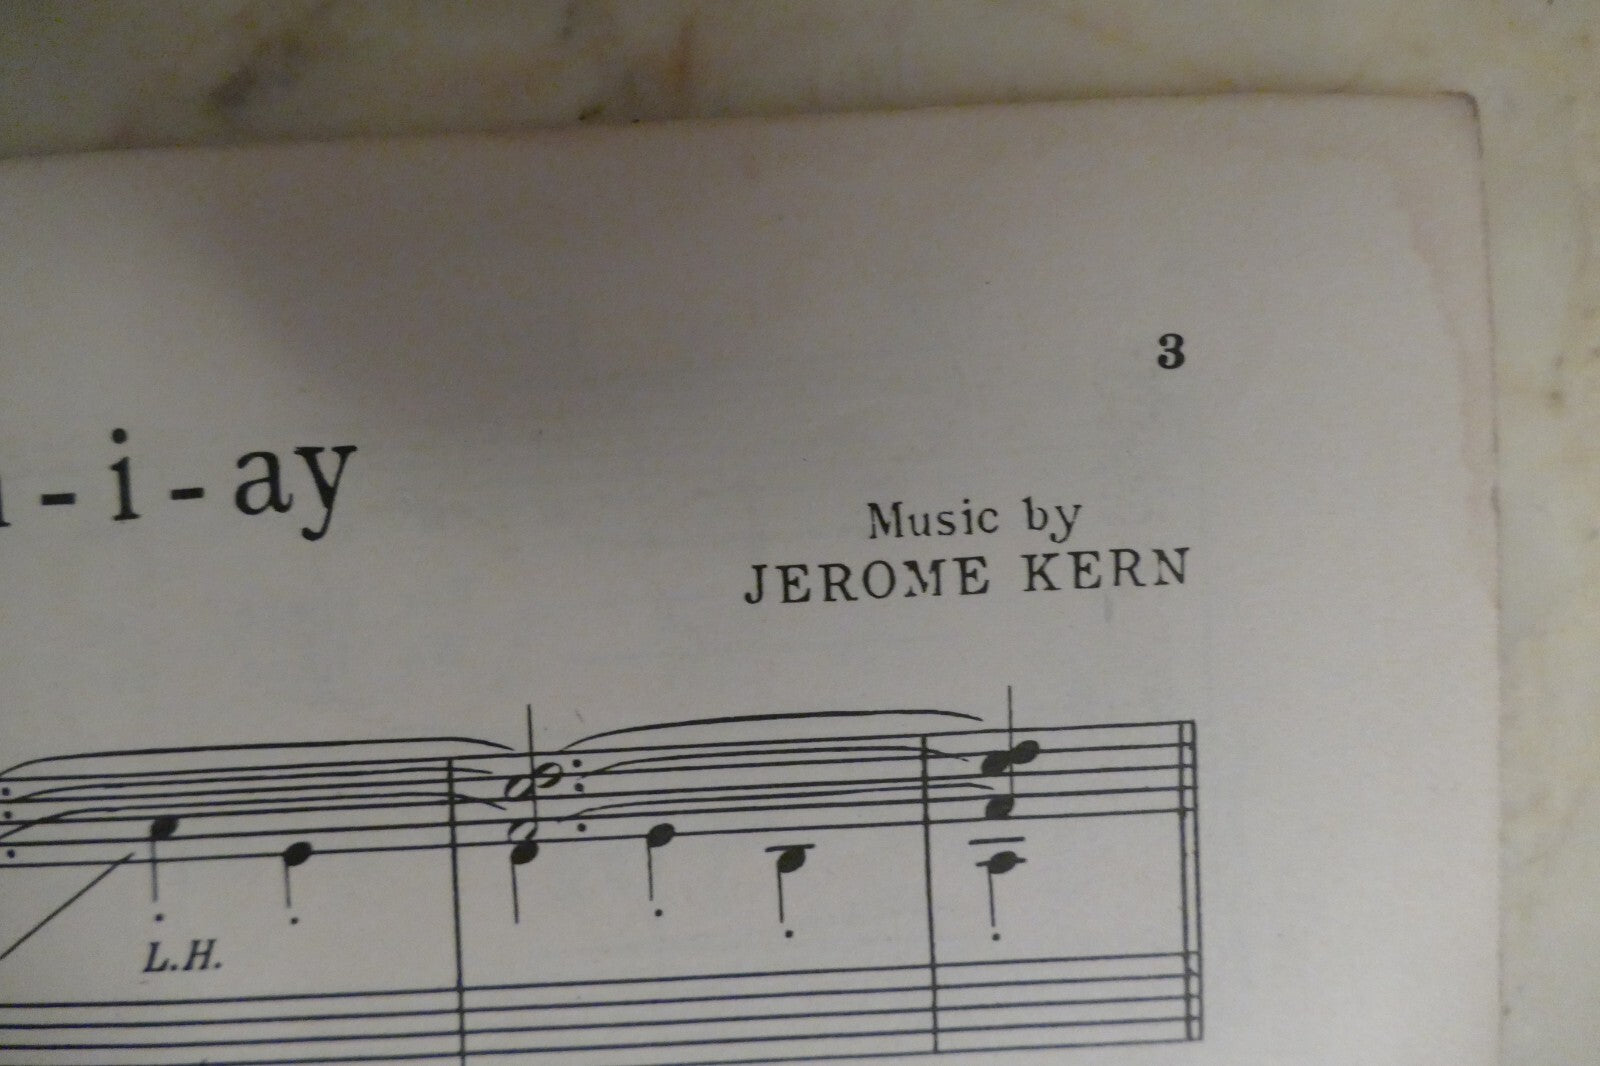 3
- i - ay
Music by
JEROME KERN
L.H.